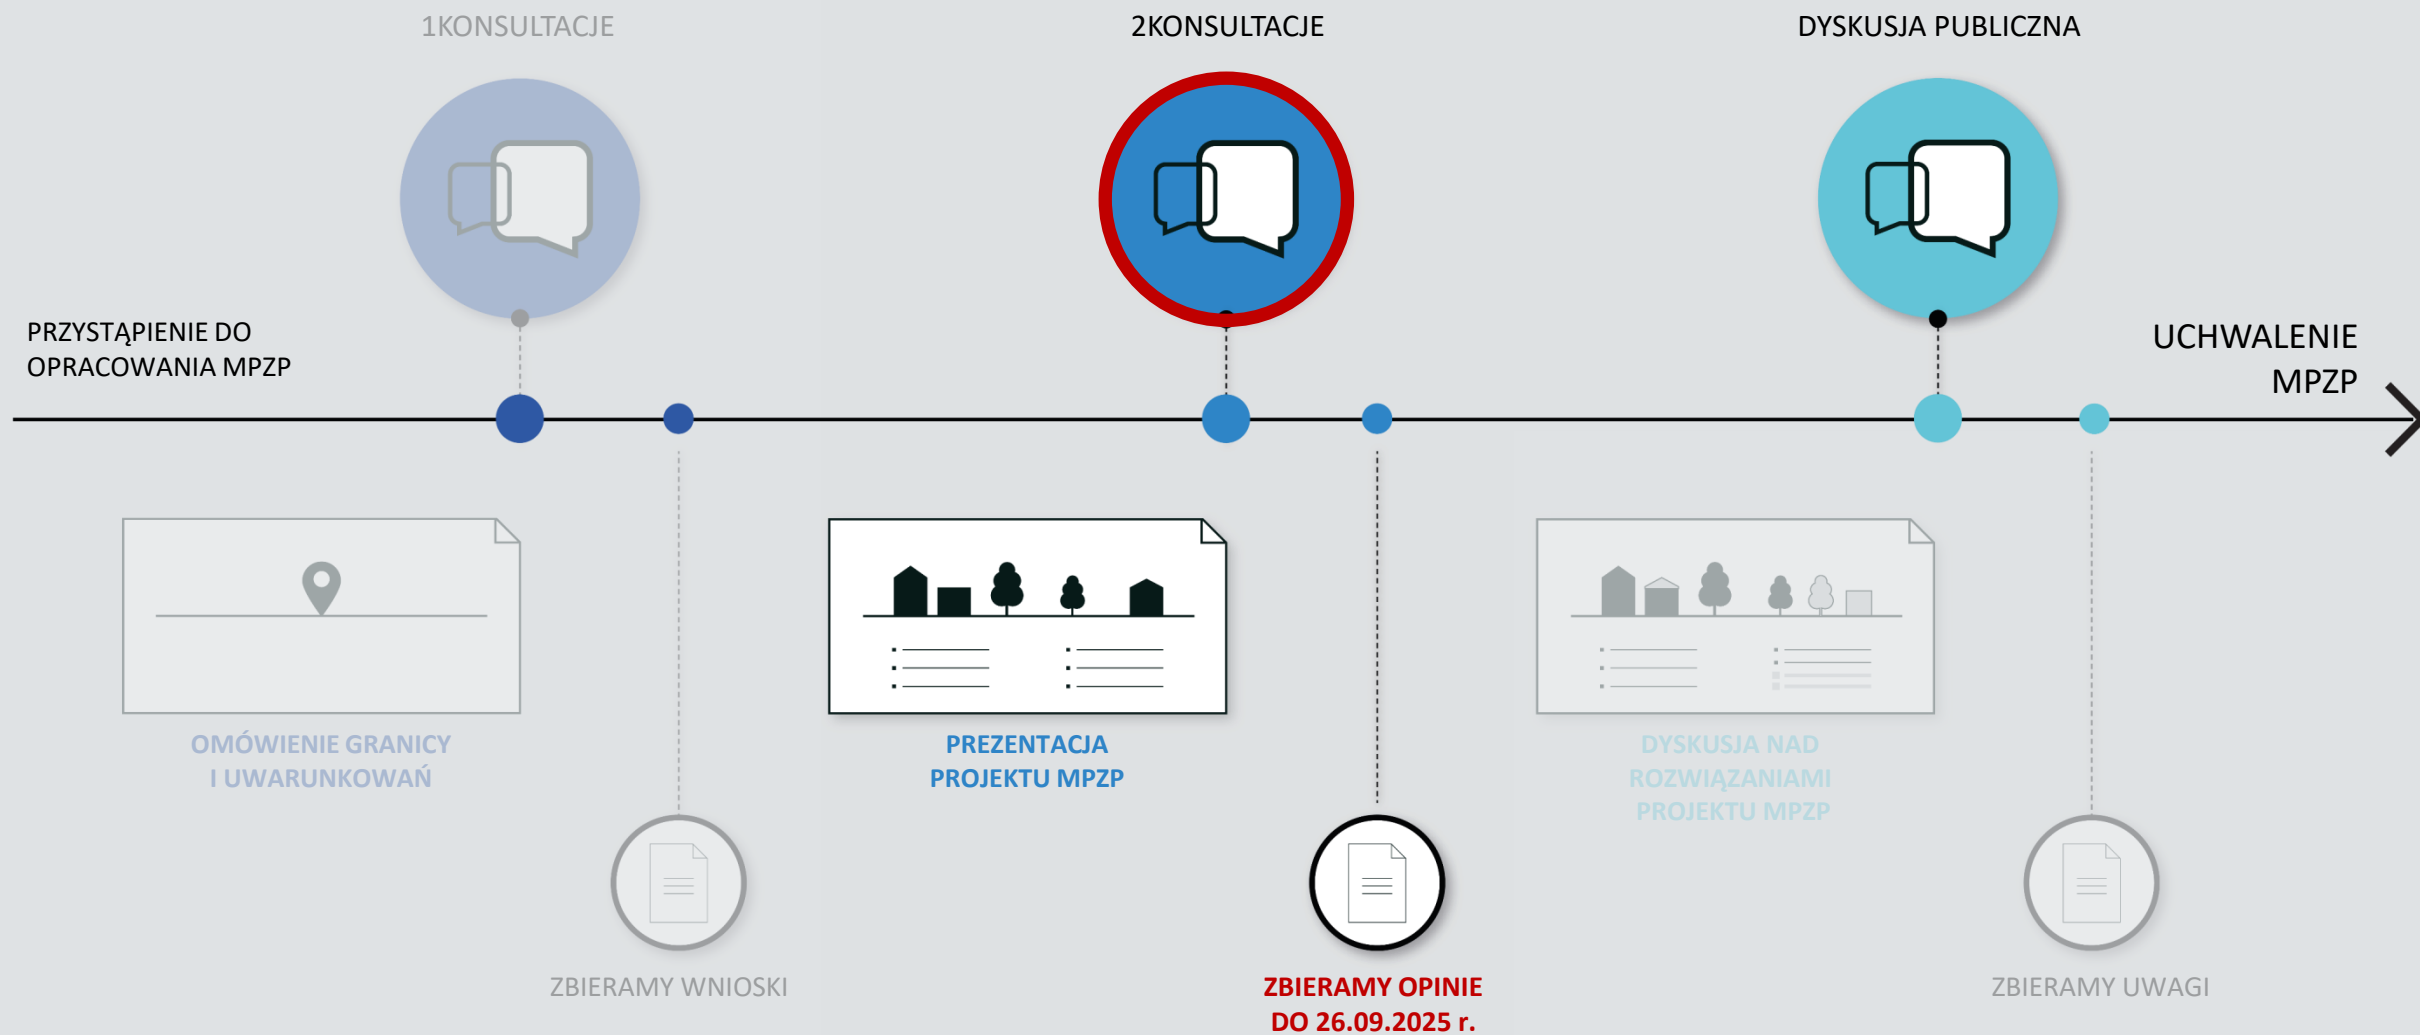 1KONSULTACJE
2KONSULTACJE
DYSKUSJA PUBLICZNA
PRZYSTĄPIENIE DO
OPRACOWANIA MPZP
UCHWALENIE
MPZP
OMÓWIENIE GRANICY
I UWARUNKOWAŃ
PREZENTACJA
PROJEKTU MPZP
DYSKUSJA NAD
ROZWIĄZANIAMI
PROJEKTU MPZP
ZBIERAMY WNIOSKI
ZBIERAMY OPINIE
DO 26.09.2025 r.
ZBIERAMY UWAGI